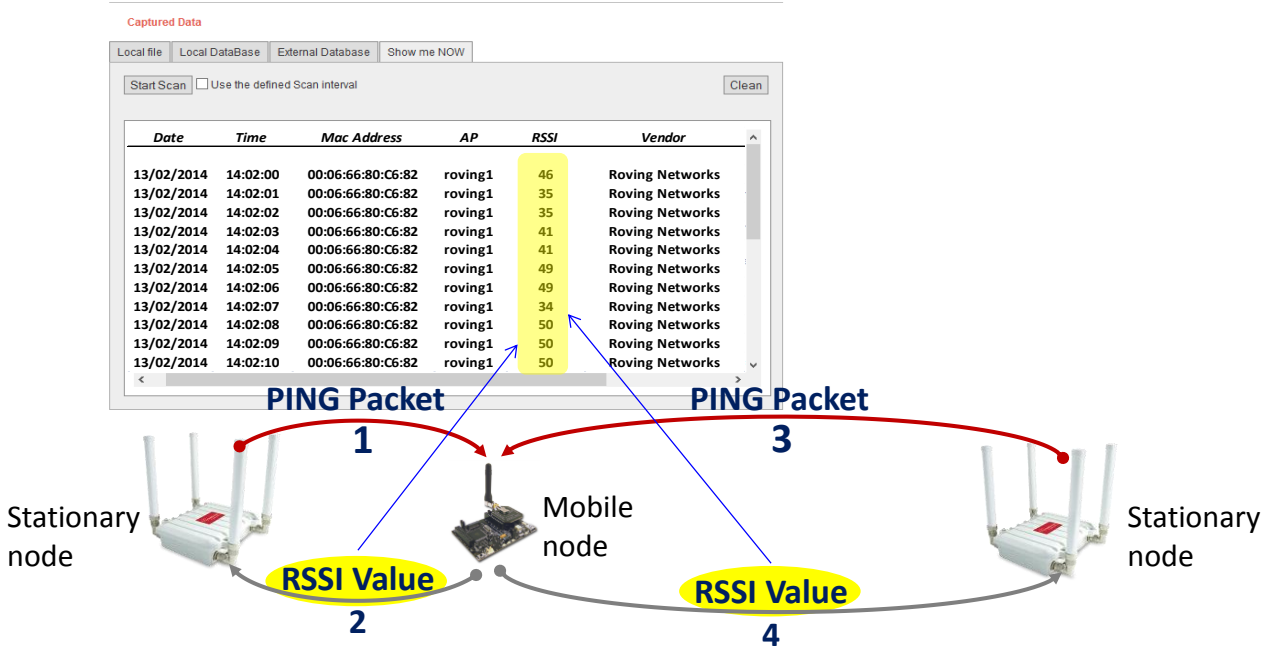 Captured Data
Local file Local DataBase External Database Show me NOW
Start Scan Use the defined Scan interval Clean
Date Time Mac Address AP RSSI Vendor
13/02/2014 14:02:00 00:06:66:80:C6:82 roving1 46 Roving Networks
13/02/2014 14:02:01 00:06:66:80:C6:82 roving1 35 Roving Networks
13/02/2014 14:02:02 00:06:66:80:C6:82 roving1 35 Roving Networks
13/02/2014 14:02:03 00:06:66:80:C6:82 roving1 41 Roving Networks
13/02/2014 14:02:04 00:06:66:80:C6:82 roving1 41 Roving Networks
13/02/2014 14:02:05 00:06:66:80:C6:82 roving1 49 Roving Networks
13/02/2014 14:02:06 00:06:66:80:C6:82 roving1 49 Roving Networks
13/02/2014 14:02:07 00:06:66:80:C6:82 roving1 34 Roving Networks
13/02/2014 14:02:08 00:06:66:80:C6:82 roving1 50 Roving Networks
13/02/2014 14:02:09 00:06:66:80:C6:82 roving1 50 Roving Networks
13/02/2014 14:02:10 00:06:66:80:C6:82 roving1 50 Roving Networks
PING Packet
1
PING Packet
3
Stationary
node
Mobile
node
Stationary
node
RSSI Value
2
RSSI Value
4